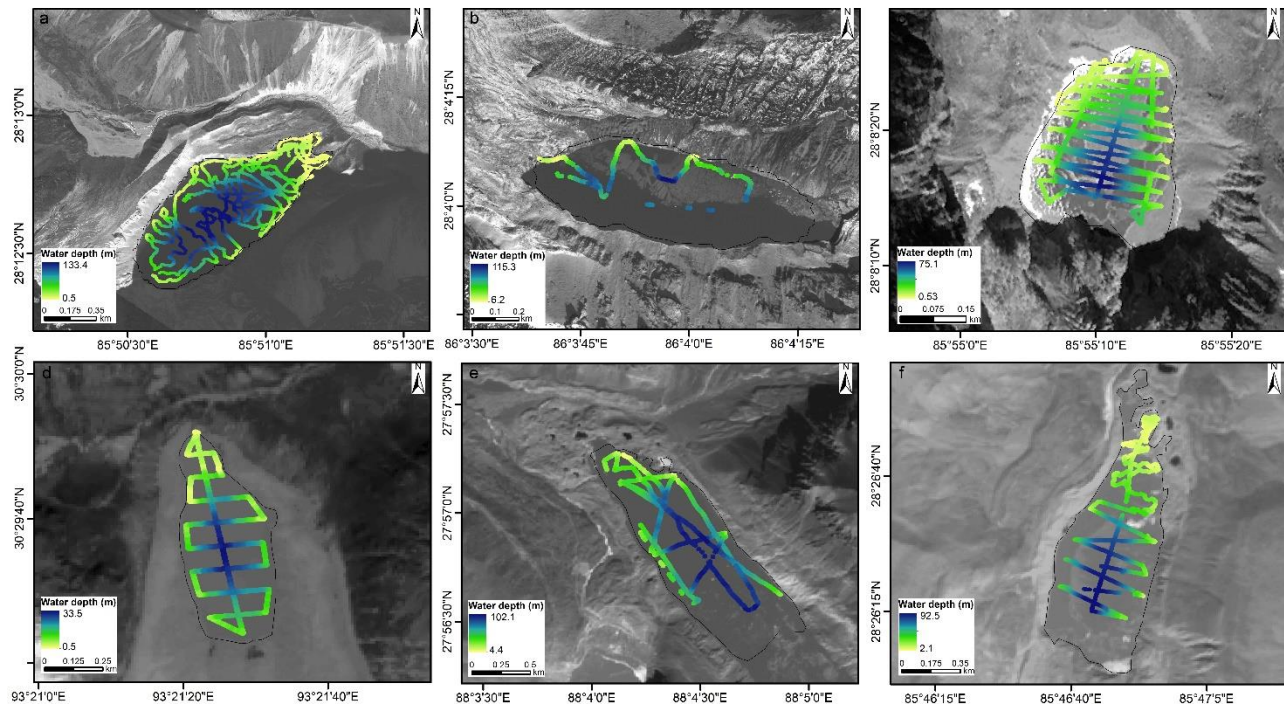 a
N
28°13'0"N
28°12'30"N
Water depth (m)
133.4
0.5
0 0.175 0.35
km
85°50'30"E 85°51'0"E 85°51'30"E
b
N
28°4'15"N
28°4'0"N
Water depth (m)
115.3
6.2
0 0.1 0.2
km
86°3'30"E 86°3'45"E 86°4'0"E 86°4'15"E
N
28°8'20"N
28°8'10"N
Water depth (m)
75.1
0.53
0 0.075 0.15
km
85°55'0"E 85°55'10"E 85°55'20"E
d
N
30°30'0"N
30°29'40"N
Water depth (m)
33.5
0.5
0 0.125 0.25
km
93°21'0"E 93°21'20"E 93°21'40"E
e
N
27°57'30"N
27°57'0"N
27°56'30"N
Water depth (m)
102.1
4.4
0 0.25 0.5
km
88°3'30"E 88°4'0"E 88°4'30"E 88°5'0"E
f
N
28°26'40"N
28°26'15"N
Water depth (m)
92.5
2.1
0 0.175 0.35
km
85°46'15"E 85°46'40"E 85°47'5"E